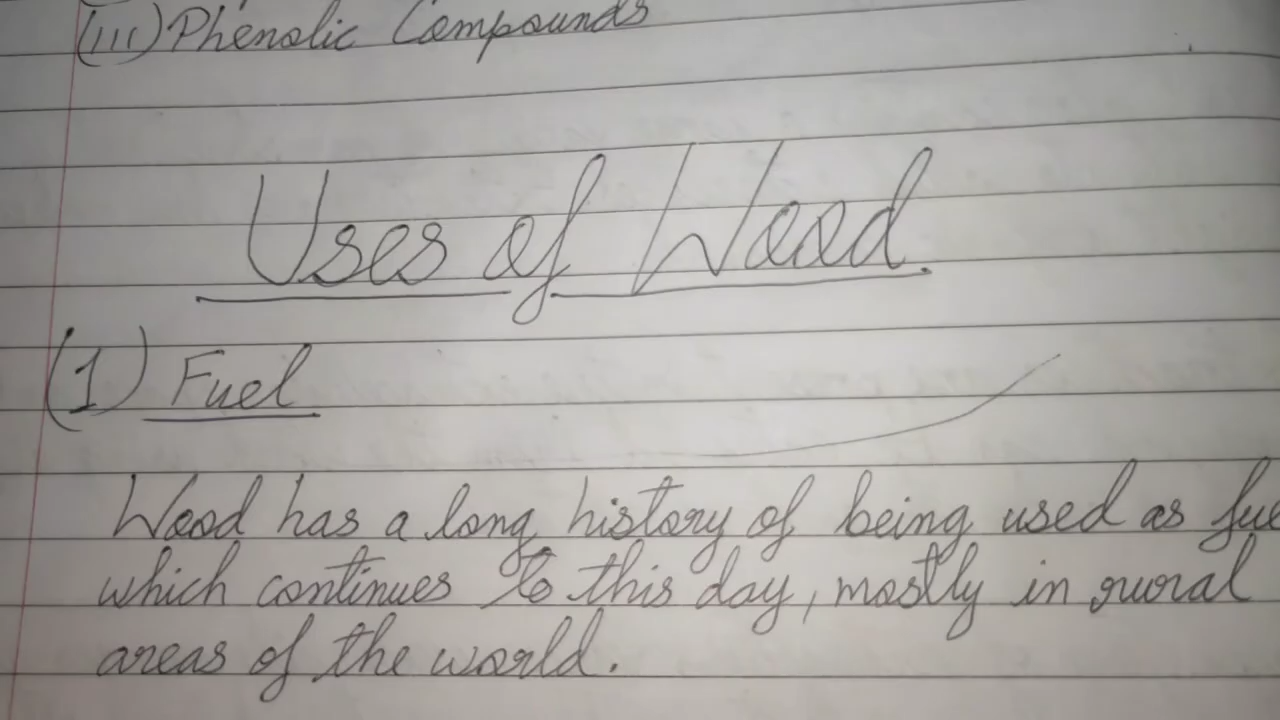 (iii) Phenolic Compounds
Uses of Wood.
(1) Fuel
Wood has a long history of being used as fue
which continues to this day, mostly in rural
areas of the world.